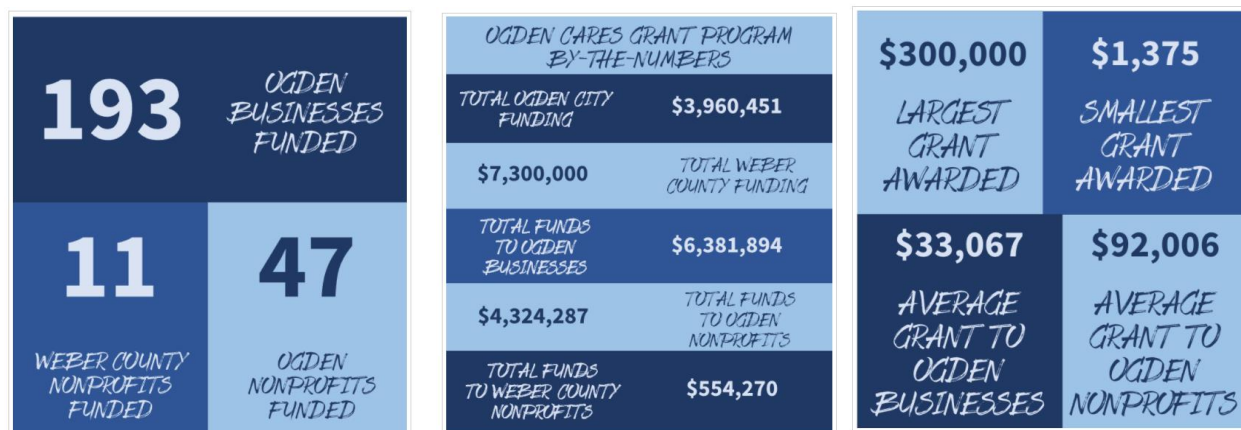 193
OGDEN
BUSINESSES
FUNDED
11
WEBER COUNTY
NONPROFITS
FUNDED
47
OGDEN
NONPROFITS
FUNDED
OGDEN CARES GRANT PROGRAM
BY-THE-NUMBERS
TOTAL OGDEN CITY
FUNDING
$3,960,451
$7,300,000
TOTAL WEBER
COUNTY FUNDING
TOTAL FUNDS
TO OGDEN
BUSINESSES
$6,381,894
$4,324,287
TOTAL FUNDS
TO OGDEN
NONPROFITS
TOTAL FUNDS
TO WEBER COUNTY
NONPROFITS
$554,270
$300,000
LARGEST
GRANT
AWARDED
$1,375
SMALLEST
GRANT
AWARDED
$33,067
AVERAGE
GRANT TO
OGDEN
BUSINESSES
$92,006
AVERAGE
GRANT TO
OGDEN
NONPROFITS